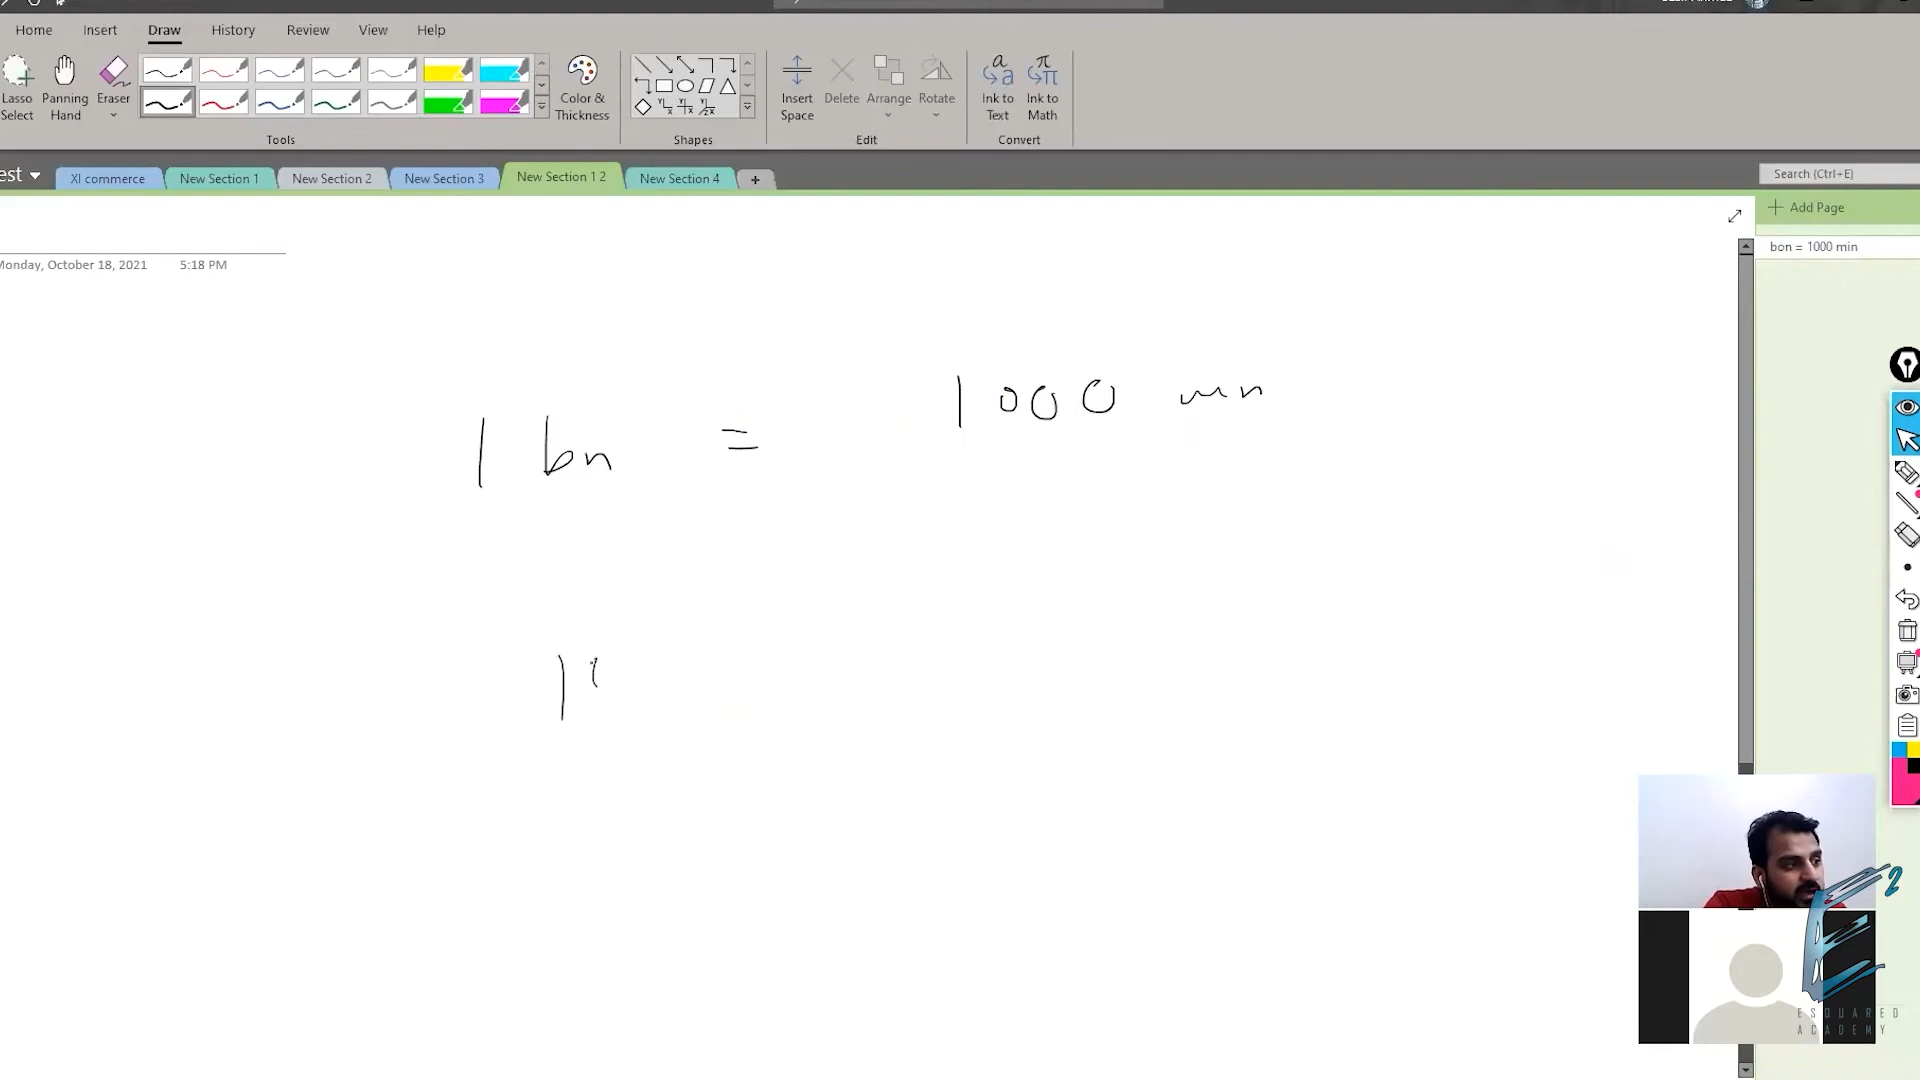 Home Insert Draw History Review View Help
Lasso Select
Panning Hand
Eraser
Color & Thickness
Insert Space
Delete
Arrange
Rotate
Ink to Text
Ink to Math
Tools
Shapes
Edit
Convert
XI commerce
New Section 1
New Section 2
New Section 3
New Section 1 2
New Section 4
Search (Ctrl+E)
Add Page
bon = 1000 min
Monday, October 18, 2021 5:18 PM
1 bn = 1000 mn
E2
ESQUARED
ACADEMY